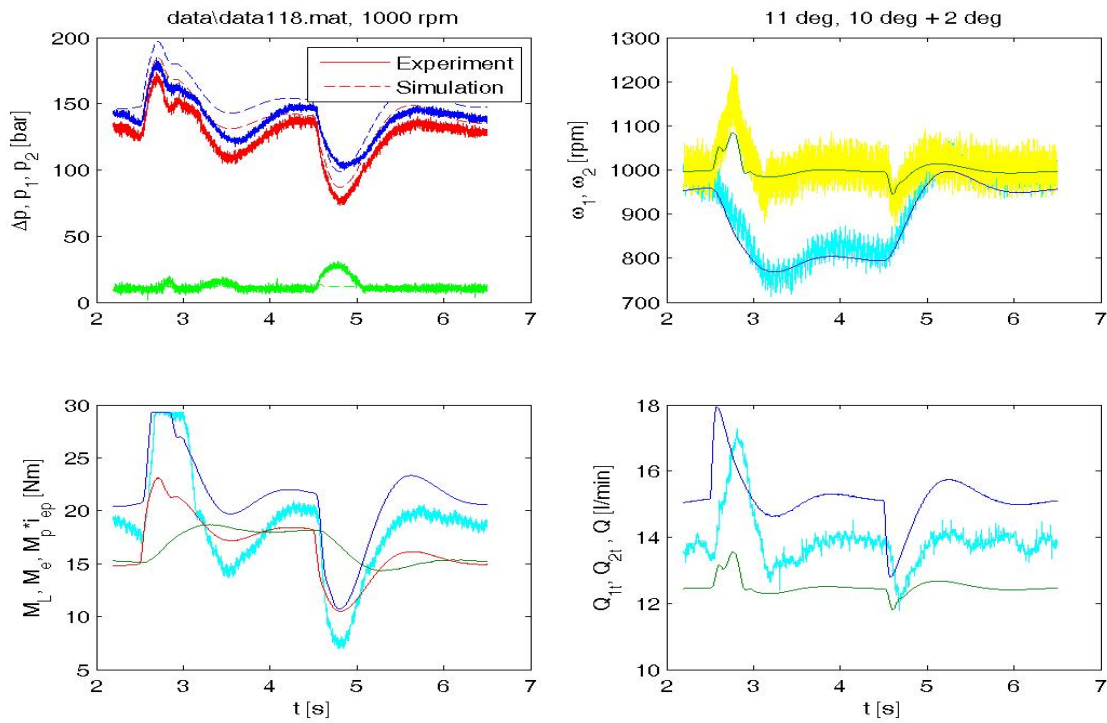 data\data118.mat, 1000 rpm
200
150
100
50
0
2 3 4 5 6 7
Δp, p1, p2 [bar]
Experiment
Simulation
11 deg, 10 deg + 2 deg
1300
1200
1100
1000
900
800
700
2 3 4 5 6 7
ω1, ω2 [rpm]
30
25
20
15
10
5
2 3 4 5 6 7
ML, Me, Mp*iep [Nm]
t [s]
18
16
14
12
10
2 3 4 5 6 7
Q1t, Q2t, Q [l/min]
t [s]